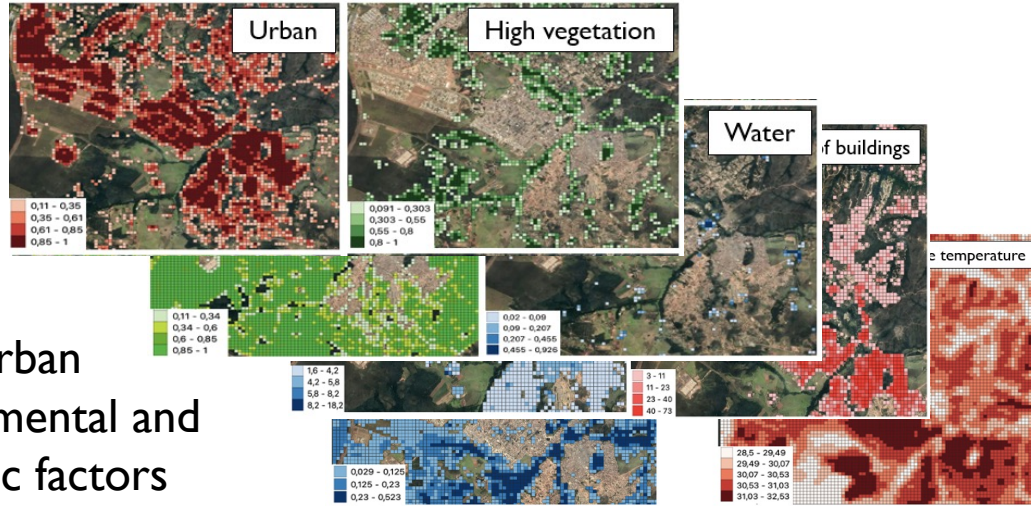 Urban
0,11 - 0,35
0,35 - 0,61
0,61 - 0,85
0,85 - 1
High vegetation
0,091 - 0,303
0,303 - 0,55
0,55 - 0,8
0,8 - 1
Water
0,02 - 0,09
0,09 - 0,207
0,207 - 0,455
0,455 - 0,926
of buildings
3 - 11
11 - 23
23 - 40
40 - 73
e temperature
28,5 - 29,49
29,49 - 30,07
30,07 - 30,53
30,53 - 31,03
31,03 - 32,53
0,11 - 0,34
0,34 - 0,6
0,6 - 0,85
0,85 - 1
1,6 - 4,2
4,2 - 5,8
5,8 - 8,2
8,2 - 18,2
0,029 - 0,125
0,125 - 0,23
0,23 - 0,523
rban
mental and
ic factors